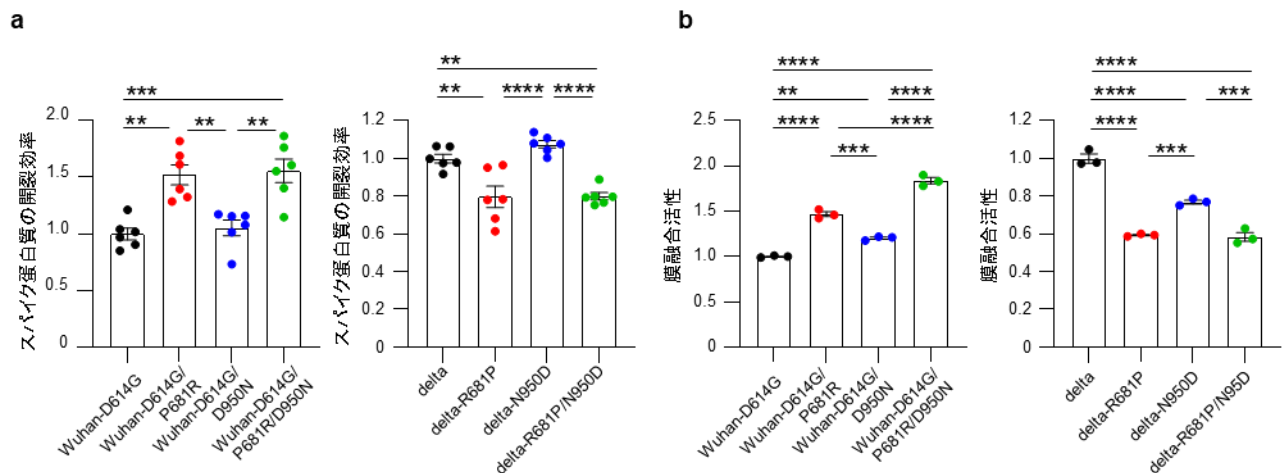 a
b
スパイク蛋白質の開裂効率
2.0
1.5
1.0
0.5
0
***
**
**
**
Wuhan-D614G
Wuhan-D614G/
P681R
Wuhan-D614G/
D950N
Wuhan-D614G/
P681R/D950N
スパイク蛋白質の開裂効率
1.2
1.0
0.8
0.6
0.4
0.2
0
**
**
****
****
delta
delta-R681P
delta-N950D
delta-R681P/N950D
膜融合活性
2.5
2.0
1.5
1.0
0.5
0
****
**
****
****
****
***
Wuhan-D614G
Wuhan-D614G/
P681R
Wuhan-D614G/
D950N
Wuhan-D614G/
P681R/D950N
膜融合活性
1.2
1.0
0.8
0.6
0.4
0.2
0
****
****
***
****
***
delta
delta-R681P
delta-N950D
delta-R681P/N95D